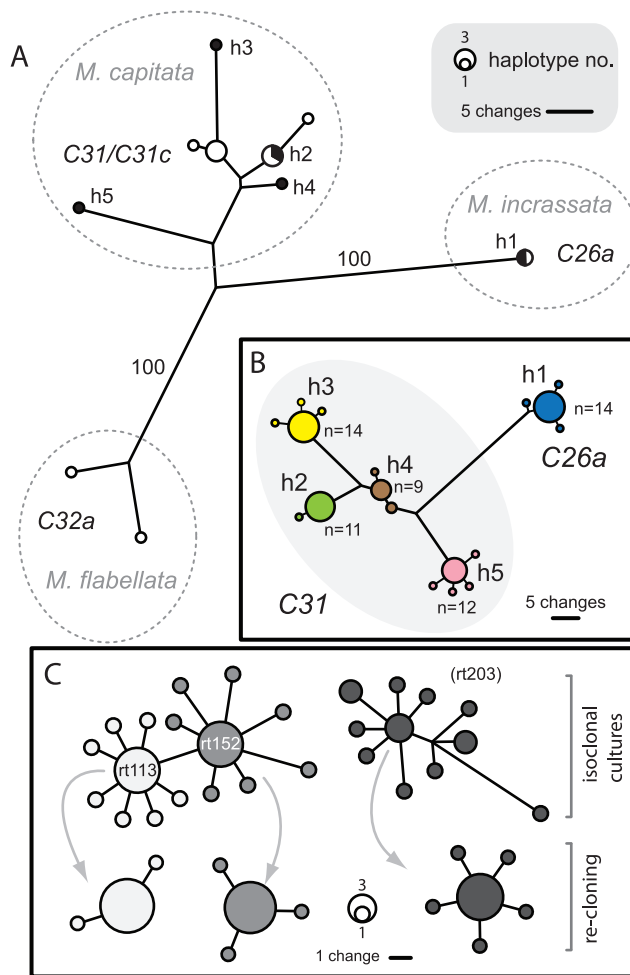 A
M. capitata
h3
C31/C31c
h2
h4
h5
3
haplotype no.
1
5 changes
M. incrassata
h1
C26a
100
100
C32a
M. flabellata
B
h3
n=14
h1
n=14
C26a
h4
n=9
h2
n=11
h5
n=12
C31
5 changes
C
rt113
rt152
(rt203)
isoclonal
cultures
3
1
1 change
re-cloning